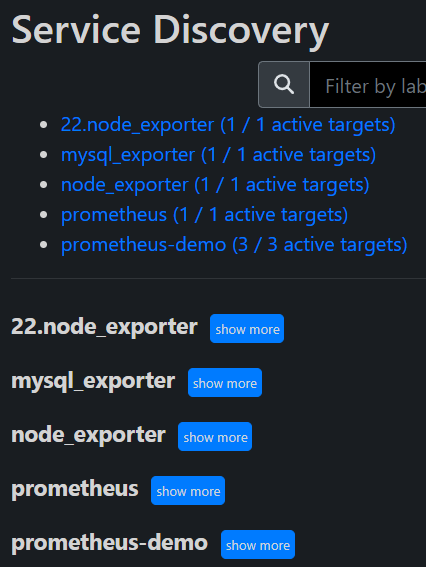 Service Discovery
Filter by lab
22.node_exporter (1 / 1 active targets)
mysql_exporter (1 / 1 active targets)
node_exporter (1 / 1 active targets)
prometheus (1 / 1 active targets)
prometheus-demo (3 / 3 active targets)
22.node_exporter show more
mysql_exporter show more
node_exporter show more
prometheus show more
prometheus-demo show more